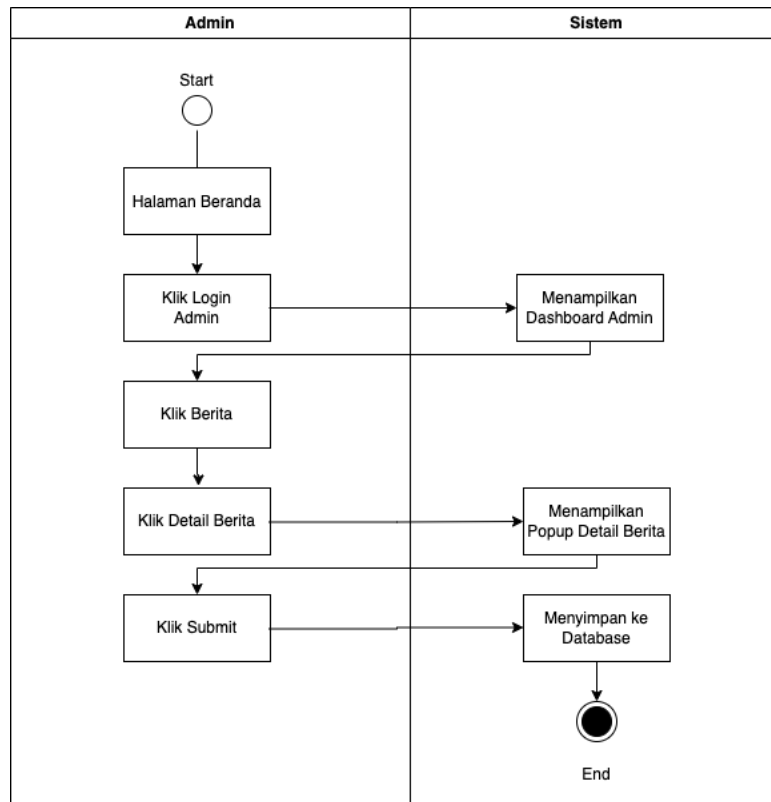 Admin
Sistem
Start
Halaman Beranda
Klik Login
Admin
Menampilkan
Dashboard Admin
Klik Berita
Klik Detail Berita
Menampilkan
Popup Detail Berita
Klik Submit
Menyimpan ke
Database
End